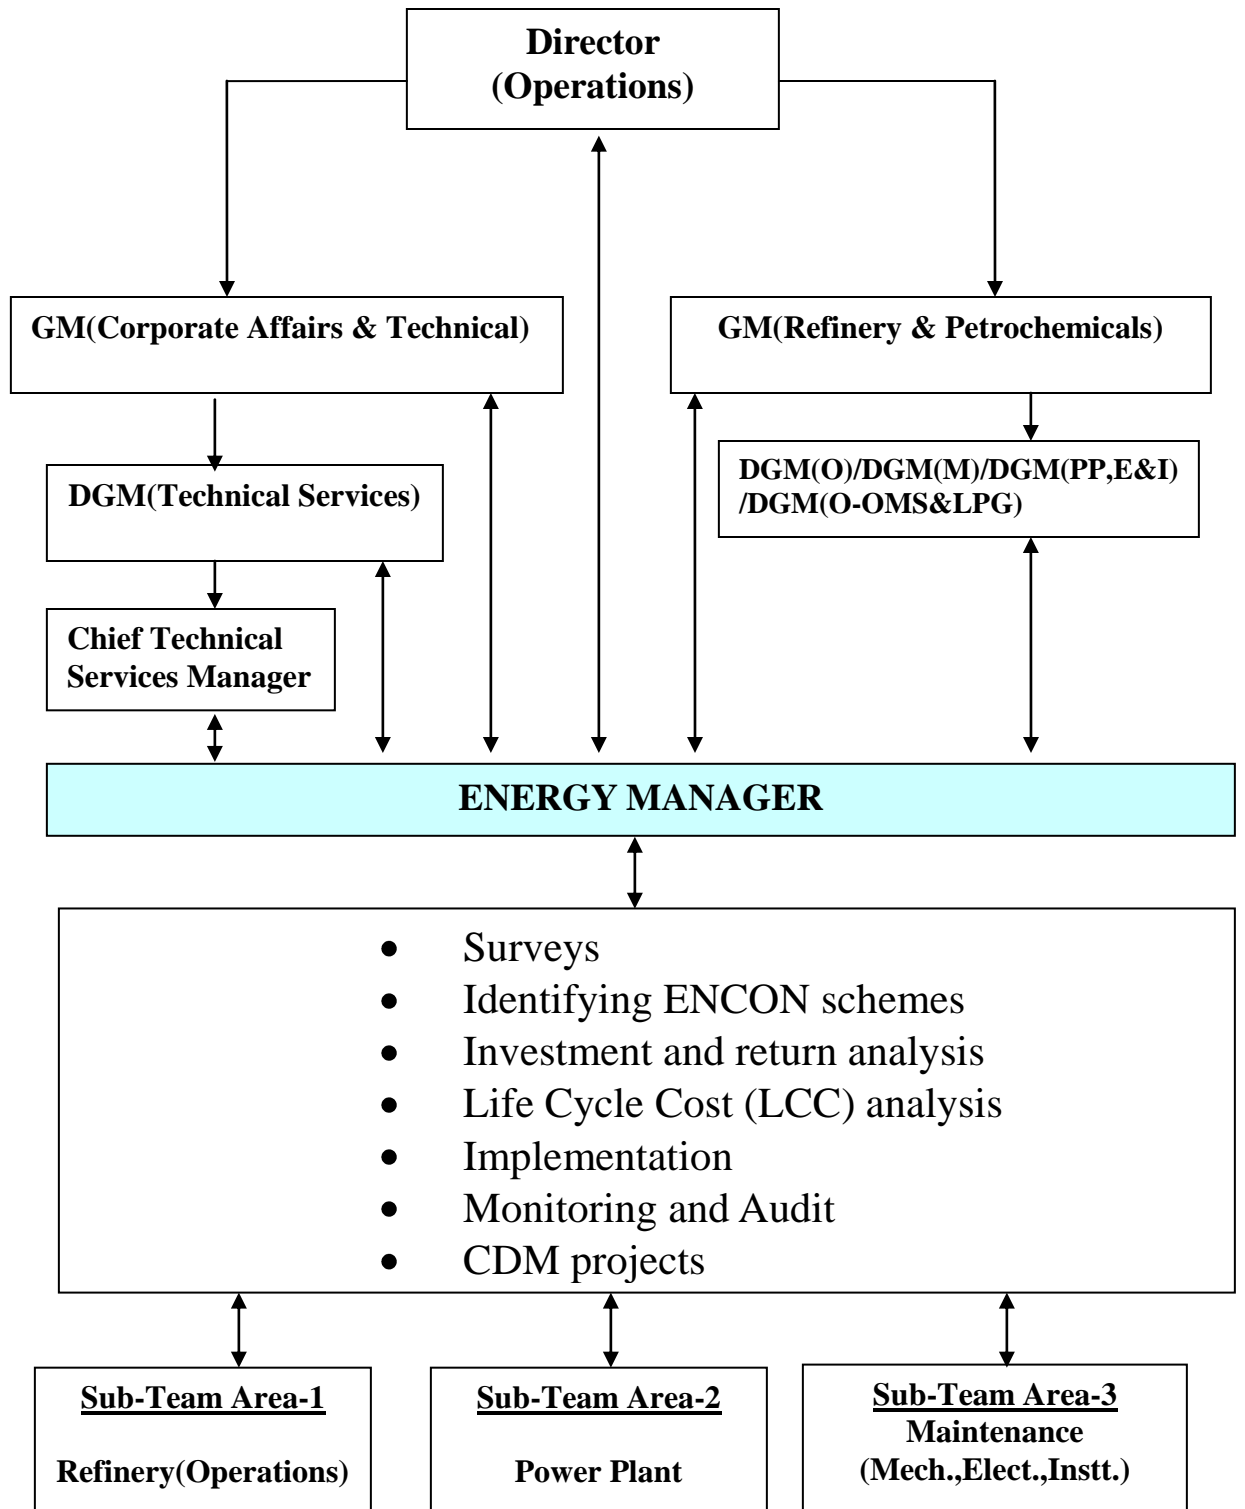 Director
(Operations)
GM(Corporate Affairs & Technical)
GM(Refinery & Petrochemicals)
DGM(O)/DGM(M)/DGM(PP,E&I)
/DGM(O-OMS&LPG)
DGM(Technical Services)
Chief Technical
Services Manager
ENERGY MANAGER
• Surveys
• Identifying ENCON schemes
• Investment and return analysis
• Life Cycle Cost (LCC) analysis
• Implementation
• Monitoring and Audit
• CDM projects
Sub-Team Area-1
Refinery(Operations)
Sub-Team Area-2
Power Plant
Sub-Team Area-3
Maintenance
(Mech.,Elect.,Instt.)